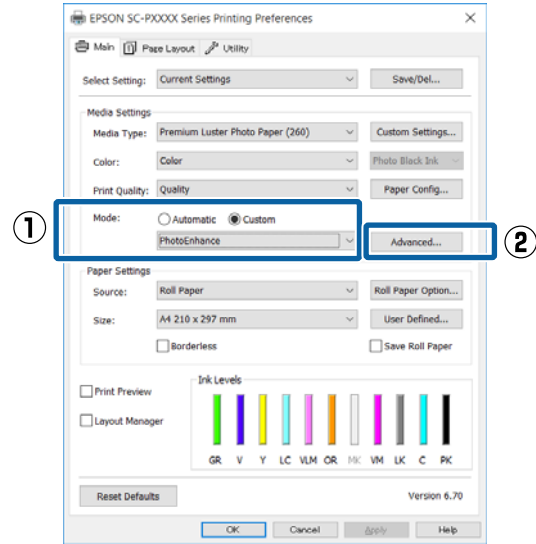 EPSON SC-PXXXX Series Printing Preferences
Main Page Layout Utility
Select Setting: Current Settings Save/Del...
Media Settings
Media Type: Premium Luster Photo Paper (260) Custom Settings...
Color: Color Photo Black Ink
Print Quality: Quality Paper Config...
① Mode: Automatic Custom
PhotoEnhance Advanced... ②
Paper Settings
Source: Roll Paper Roll Paper Option...
Size: A4 210 x 297 mm User Defined...
Borderless Save Roll Paper
Print Preview Ink Levels
Layout Manager
GR V Y LC VLM OR MK VM LK C PK
Reset Defaults Version 6.70
OK Cancel Apply Help